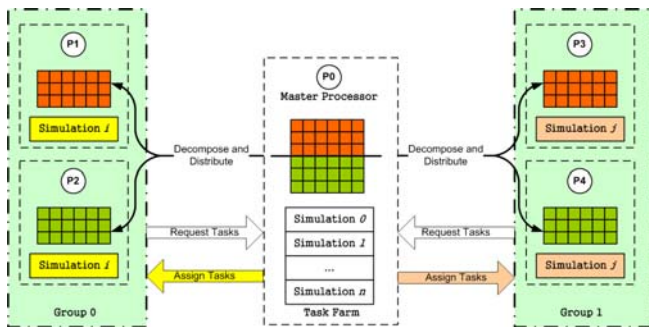 P1
Simulation i
P2
Simulation i
Group 0
Decompose and
Distribute
Request Tasks
Assign Tasks
P0
Master Processor
Simulation 0
Simulation 1
...
Simulation n
Task Farm
Decompose and
Distribute
Request Tasks
Assign Tasks
P3
Simulation j
P4
Simulation j
Group 1